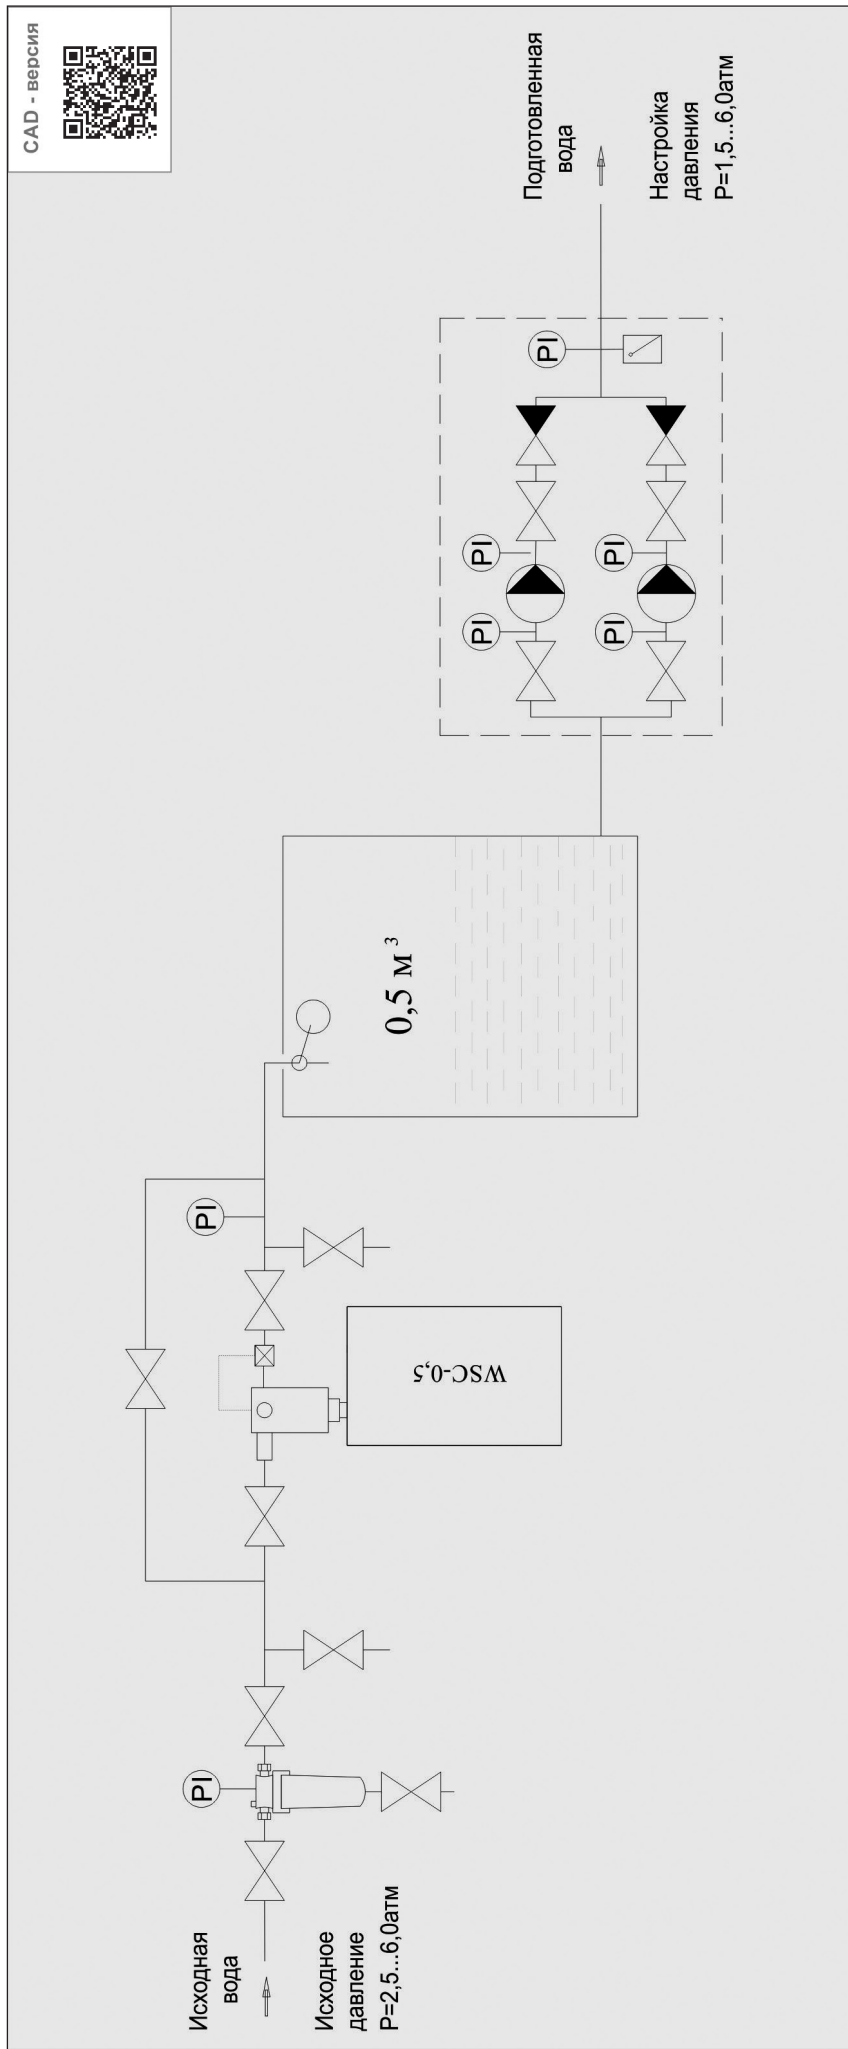 CAD - версия
Исходная
вода
Исходное
давление
P=2,5...6,0атм
PI
WSC-0,5
PI
0,5 м³
PI
PI
PI
PI
PI
Подготовленная
вода
Настройка
давления
P=1,5...6,0атм